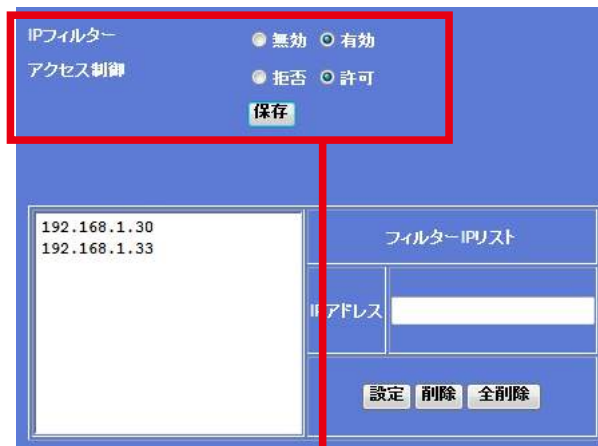 IPフィルター 無効 有効
アクセス制御 拒否 許可
保存
192.168.1.30
192.168.1.33
フィルターIPリスト
IPアドレス
設定 削除 全削除